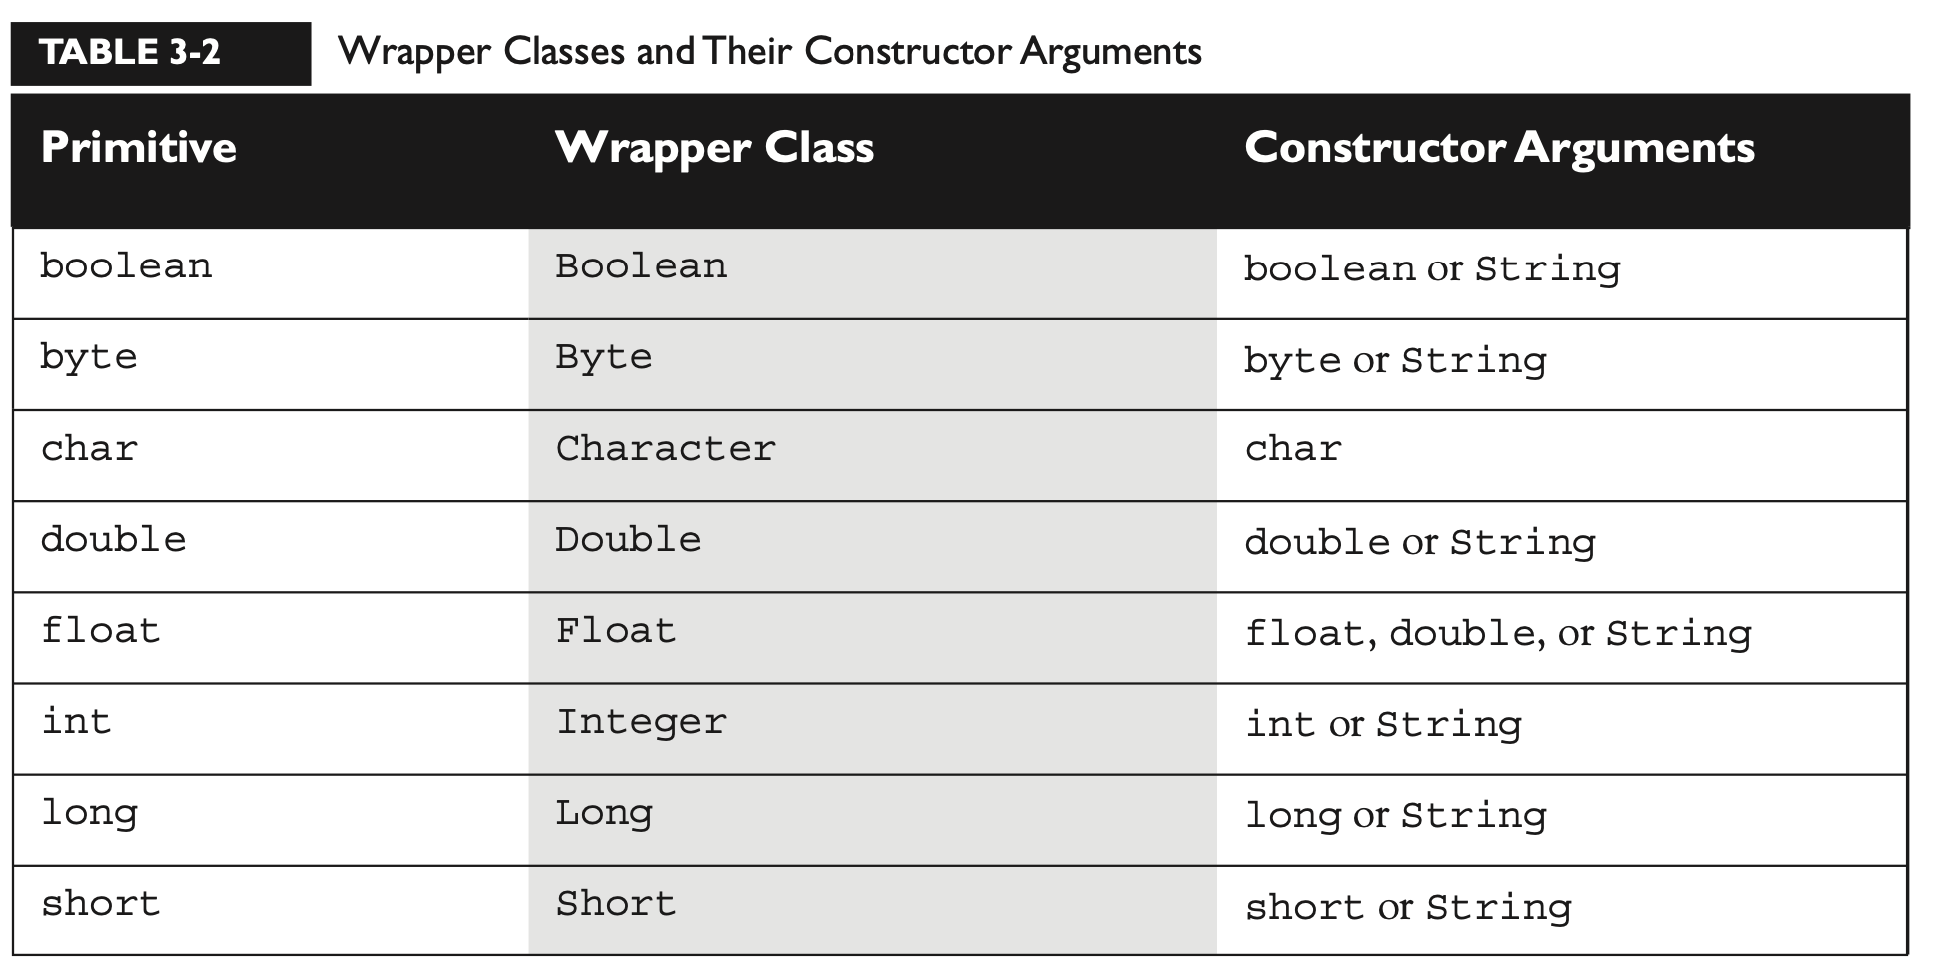 TABLE 3-2 Wrapper Classes and Their Constructor Arguments
Primitive Wrapper Class Constructor Arguments
boolean Boolean boolean or String
byte Byte byte or String
char Character char
double Double double or String
float Float float, double, or String
int Integer int or String
long Long long or String
short Short short or String